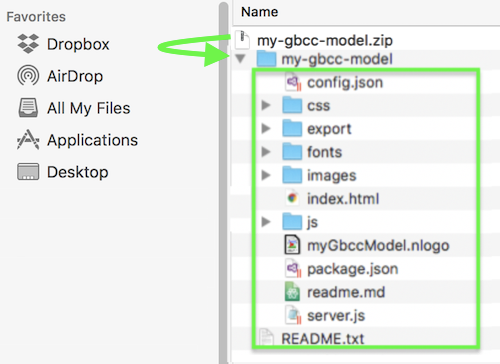 Favorites
Dropbox
AirDrop
All My Files
Applications
Desktop
Name
my-gbcc-model.zip
my-gbcc-model
config.json
css
export
fonts
images
index.html
js
myGbccModel.nlogo
package.json
readme.md
server.js
README.txt